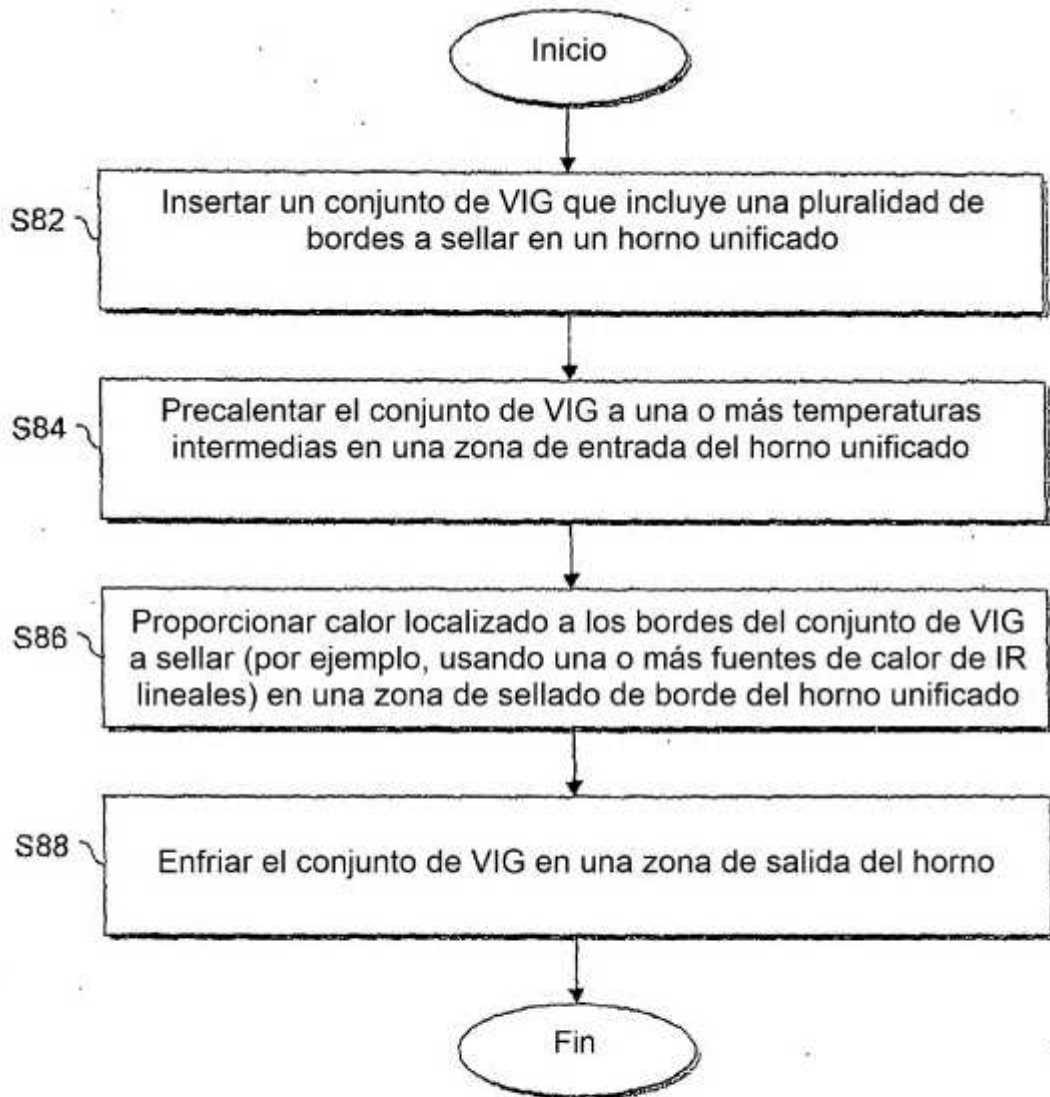 Inicio
S82
Insertar un conjunto de VIG que incluye una pluralidad de
bordes a sellar en un horno unificado
S84
Precalentar el conjunto de VIG a una o más temperaturas
intermedias en una zona de entrada del horno unificado
S86
Proporcionar calor localizado a los bordes del conjunto de VIG
a sellar (por ejemplo, usando una o más fuentes de calor de IR
lineales) en una zona de sellado de borde del horno unificado
S88
Enfriar el conjunto de VIG en una zona de salida del horno
Fin